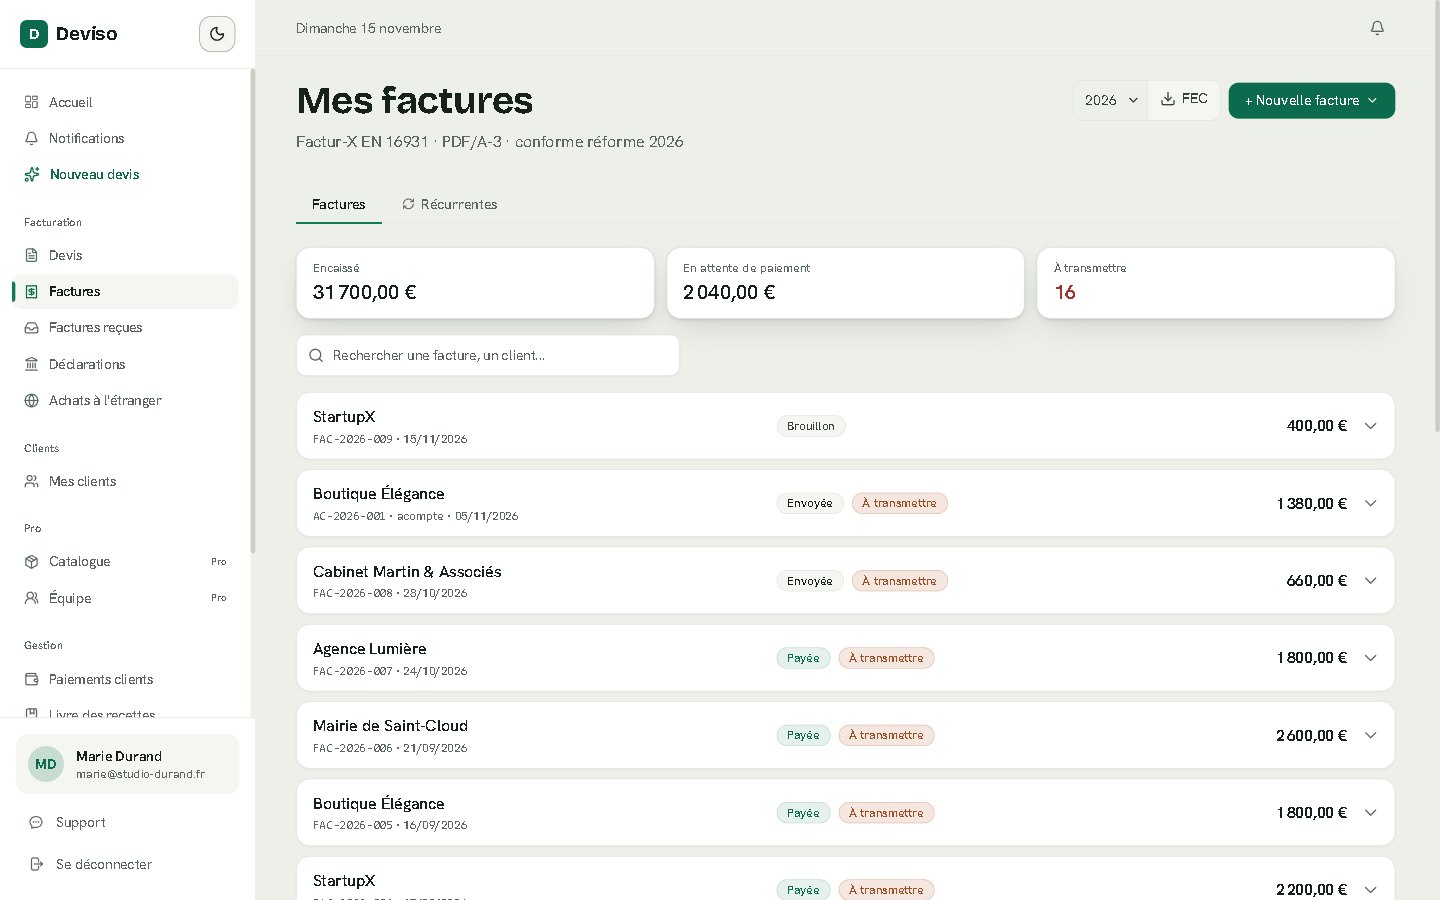 D Deviso
Accueil
Notifications
Nouveau devis
Facturation
Devis
Factures
Factures reçues
Déclarations
Achats à l'étranger
Clients
Mes clients
Pro
Catalogue Pro
Équipe Pro
Gestion
Paiements clients
Livre des recettes
MD Marie Durand
marie@studio-durand.fr
Support
Se déconnecter
Dimanche 15 novembre
Mes factures
2026 FEC + Nouvelle facture
Factur-X EN 16931 · PDF/A-3 · conforme réforme 2026
Factures Récurrentes
Encaissé
31 700,00 €
En attente de paiement
2 040,00 €
À transmettre
16
Rechercher une facture, un client...
StartupX
FAC-2026-009 • 15/11/2026
Brouillon
400,00 €
Boutique Élégance
AC-2026-001 • acompte • 05/11/2026
Envoyée À transmettre
1 380,00 €
Cabinet Martin & Associés
FAC-2026-008 • 28/10/2026
Envoyée À transmettre
660,00 €
Agence Lumière
FAC-2026-007 • 24/10/2026
Payée À transmettre
1 800,00 €
Mairie de Saint-Cloud
FAC-2026-006 • 21/09/2026
Payée À transmettre
2 600,00 €
Boutique Élégance
FAC-2026-005 • 16/09/2026
Payée À transmettre
1 800,00 €
StartupX
Payée À transmettre
2 200,00 €